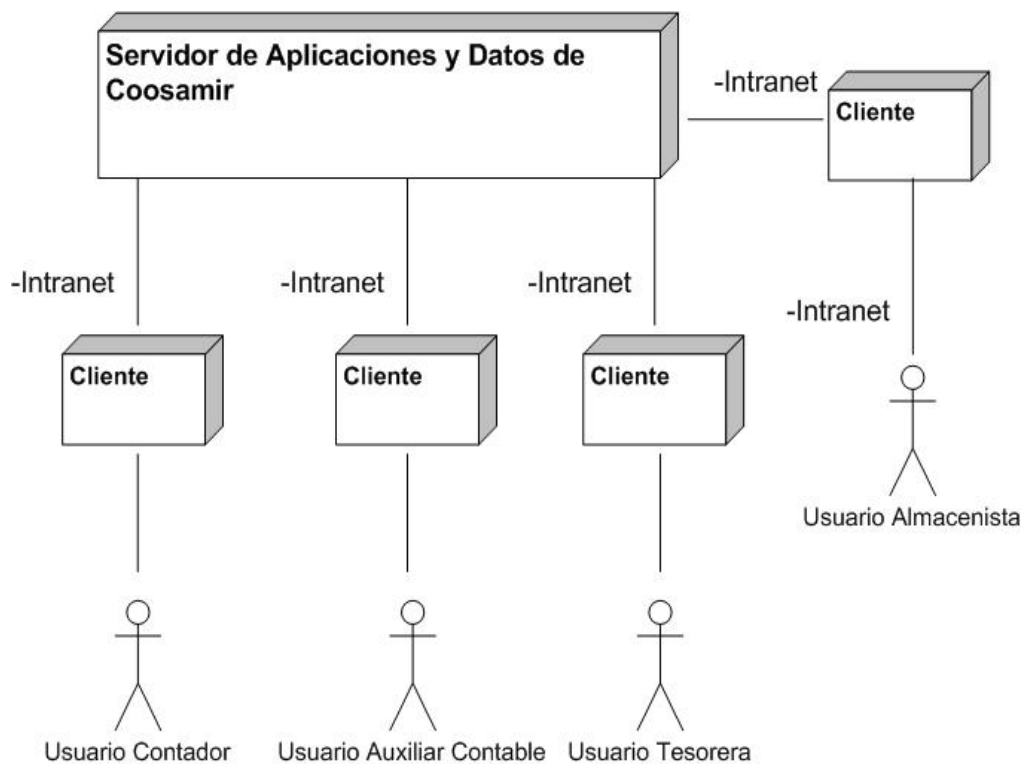 Servidor de Aplicaciones y Datos de
Coosamir
-Intranet
Cliente
-Intranet
-Intranet
-Intranet
-Intranet
Cliente
Cliente
Cliente
Usuario Almacenista
Usuario Contador
Usuario Auxiliar Contable
Usuario Tesorera